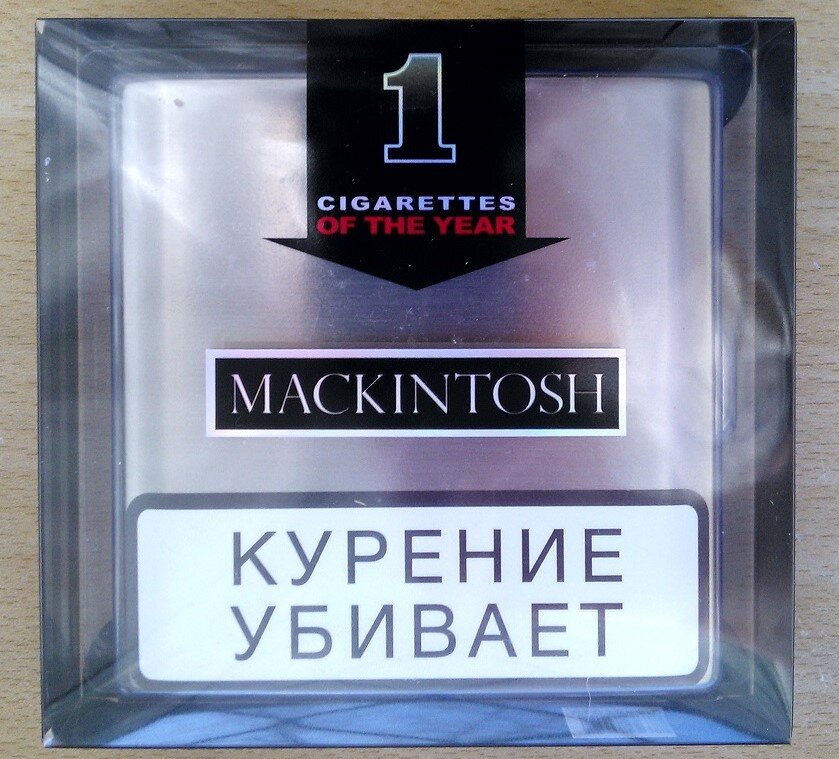 1
CIGARETTES
OF THE YEAR
MACKINTOSH
КУРЕНИЕ
УБИВАЕТ